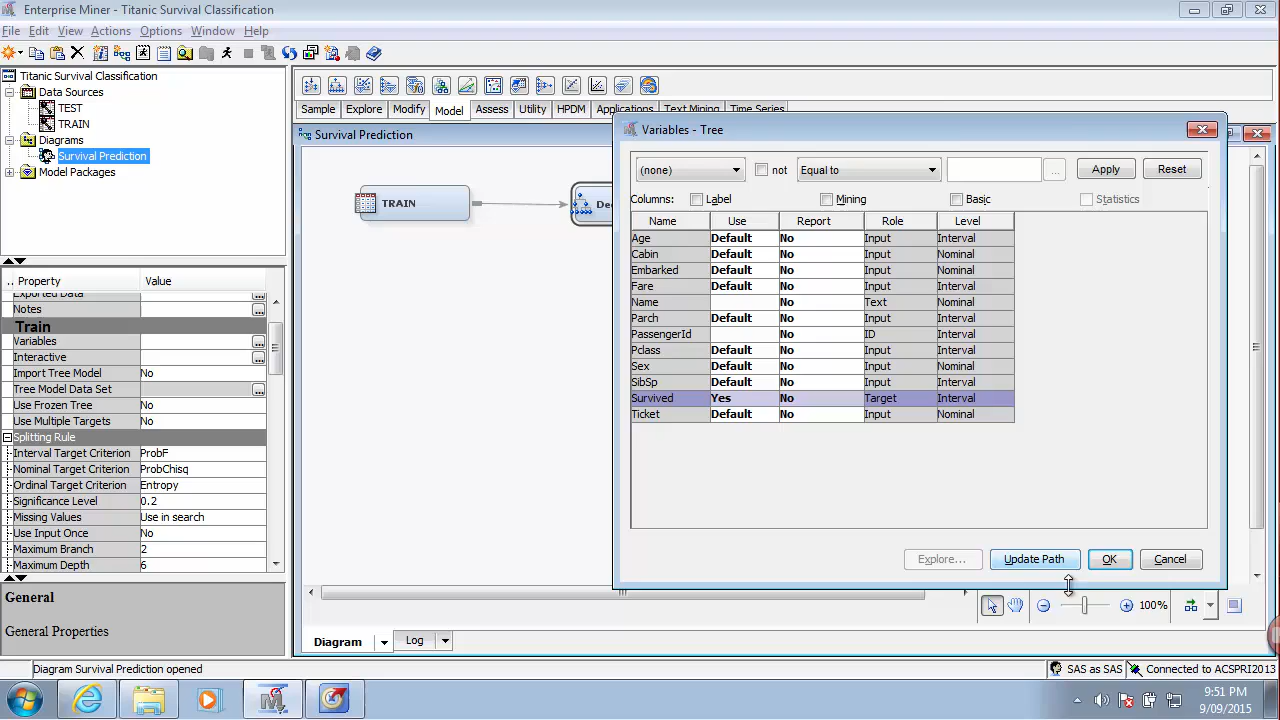 Enterprise Miner - Titanic Survival Classification
File Edit View Actions Options Window Help
Titanic Survival Classification
Data Sources
TEST
TRAIN
Diagrams
Survival Prediction
Model Packages
.. Property Value
Exported Data ...
Notes ...
Train
Variables ...
Interactive ...
Import Tree Model No
Tree Model Data Set ...
Use Frozen Tree No
Use Multiple Targets No
Splitting Rule
Interval Target Criterion ProbF
Nominal Target Criterion ProbChisq
Ordinal Target Criterion Entropy
Significance Level 0.2
Missing Values Use in search
Use Input Once No
Maximum Branch 2
Maximum Depth 6
General
General Properties
Sample Explore Modify Model Assess Utility HPDM Applications Text Mining Time Series
Survival Prediction
TRAIN
Variables - Tree
(none) not Equal to ... Apply Reset
Columns: Label Mining Basic Statistics
Name Use Report Role Level
Age Default No Input Interval
Cabin Default No Input Nominal
Embarked Default No Input Nominal
Fare Default No Input Interval
Name No Text Nominal
Parch Default No Input Interval
PassengerId No ID Interval
Pclass Default No Input Interval
Sex Default No Input Nominal
SibSp Default No Input Interval
Survived Yes No Target Interval
Ticket Default No Input Nominal
Explore... Update Path OK Cancel
100%
Diagram Log
Diagram Survival Prediction opened
SAS as SAS Connected to ACSPRI2013
9:51 PM
9/09/2015